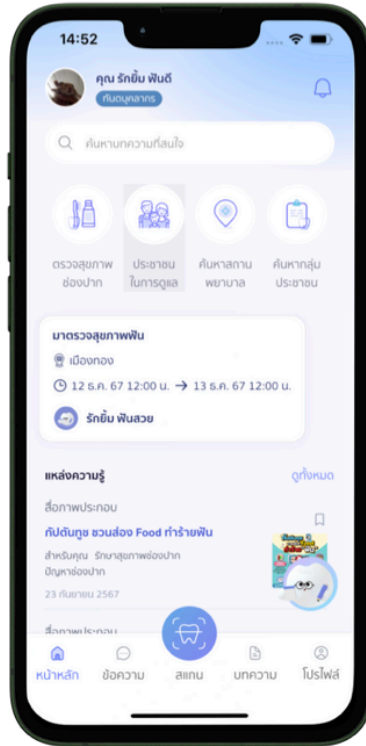 14:52
คุณ รักยิ้ม ฟันดี
ทันตบุคลากร
ค้นหาบทความที่สนใจ
ตรวจสุขภาพ
ช่องปาก
ประชาชน
ในการดูแล
ค้นหาสถาน
พยาบาล
ค้นหากลุ่ม
ประชาชน
มาตรวจสุขภาพฟัน
เมืองทอง
12 ธ.ค. 67 12:00 น. → 13 ธ.ค. 67 12:00 น.
รักยิ้ม ฟันสวย
แหล่งความรู้
ดูทั้งหมด
สื่อภาพประกอบ
กัปตันทูช ชวนส่อง Food ทำร้ายฟัน
สำหรับคุณ รักษาสุขภาพช่องปาก
ปัญหาช่องปาก
23 กันยายน 2567
สื่อภาพประกอบ
หน้าหลัก
ข้อความ
สแกน
บทความ
โปรไฟล์